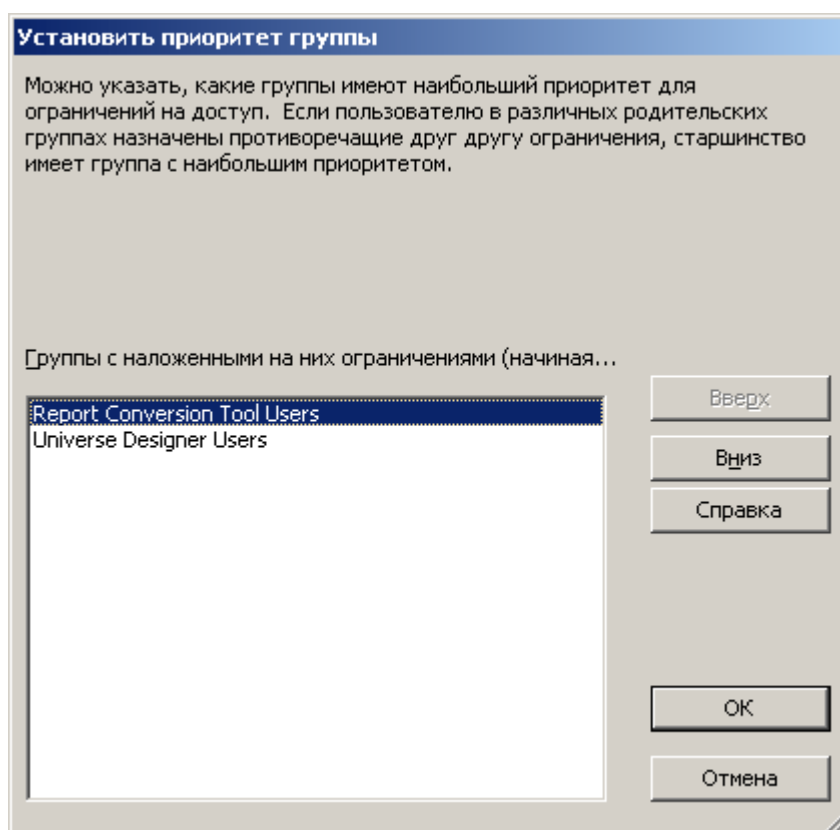 Установить приоритет группы
Можно указать, какие группы имеют наибольший приоритет для
ограничений на доступ.  Если пользователю в различных родительских
группах назначены противоречащие друг другу ограничения, старшинство
имеет группа с наибольшим приоритетом.
Группы с наложенными на них ограничениями (начиная...
Report Conversion Tool Users
Universe Designer Users
Вверх
Вниз
Справка
ОК
Отмена